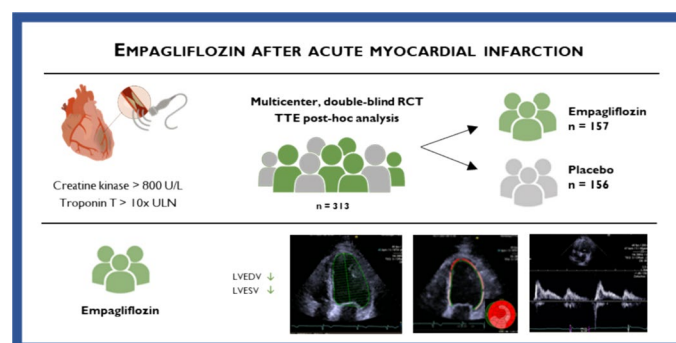 EMPAGLIFLOZIN AFTER ACUTE MYOCARDIAL INFARCTION
Multicenter, double-blind RCT
TTE post-hoc analysis
n = 313
Creatine kinase > 800 U/L
Troponin T > 10x ULN
Empagliflozin
n = 157
Placebo
n = 156
Empagliflozin
LVEDV ↓
LVESV ↓